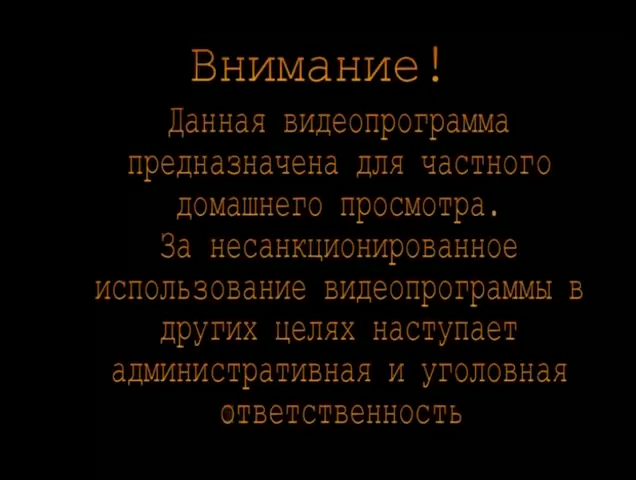 Внимание!
Данная видеопрограмма
предназначена для частного
домашнего просмотра.
За несанкционированное
использование видеопрограммы в
других целях наступает
административная и уголовная
ответственность